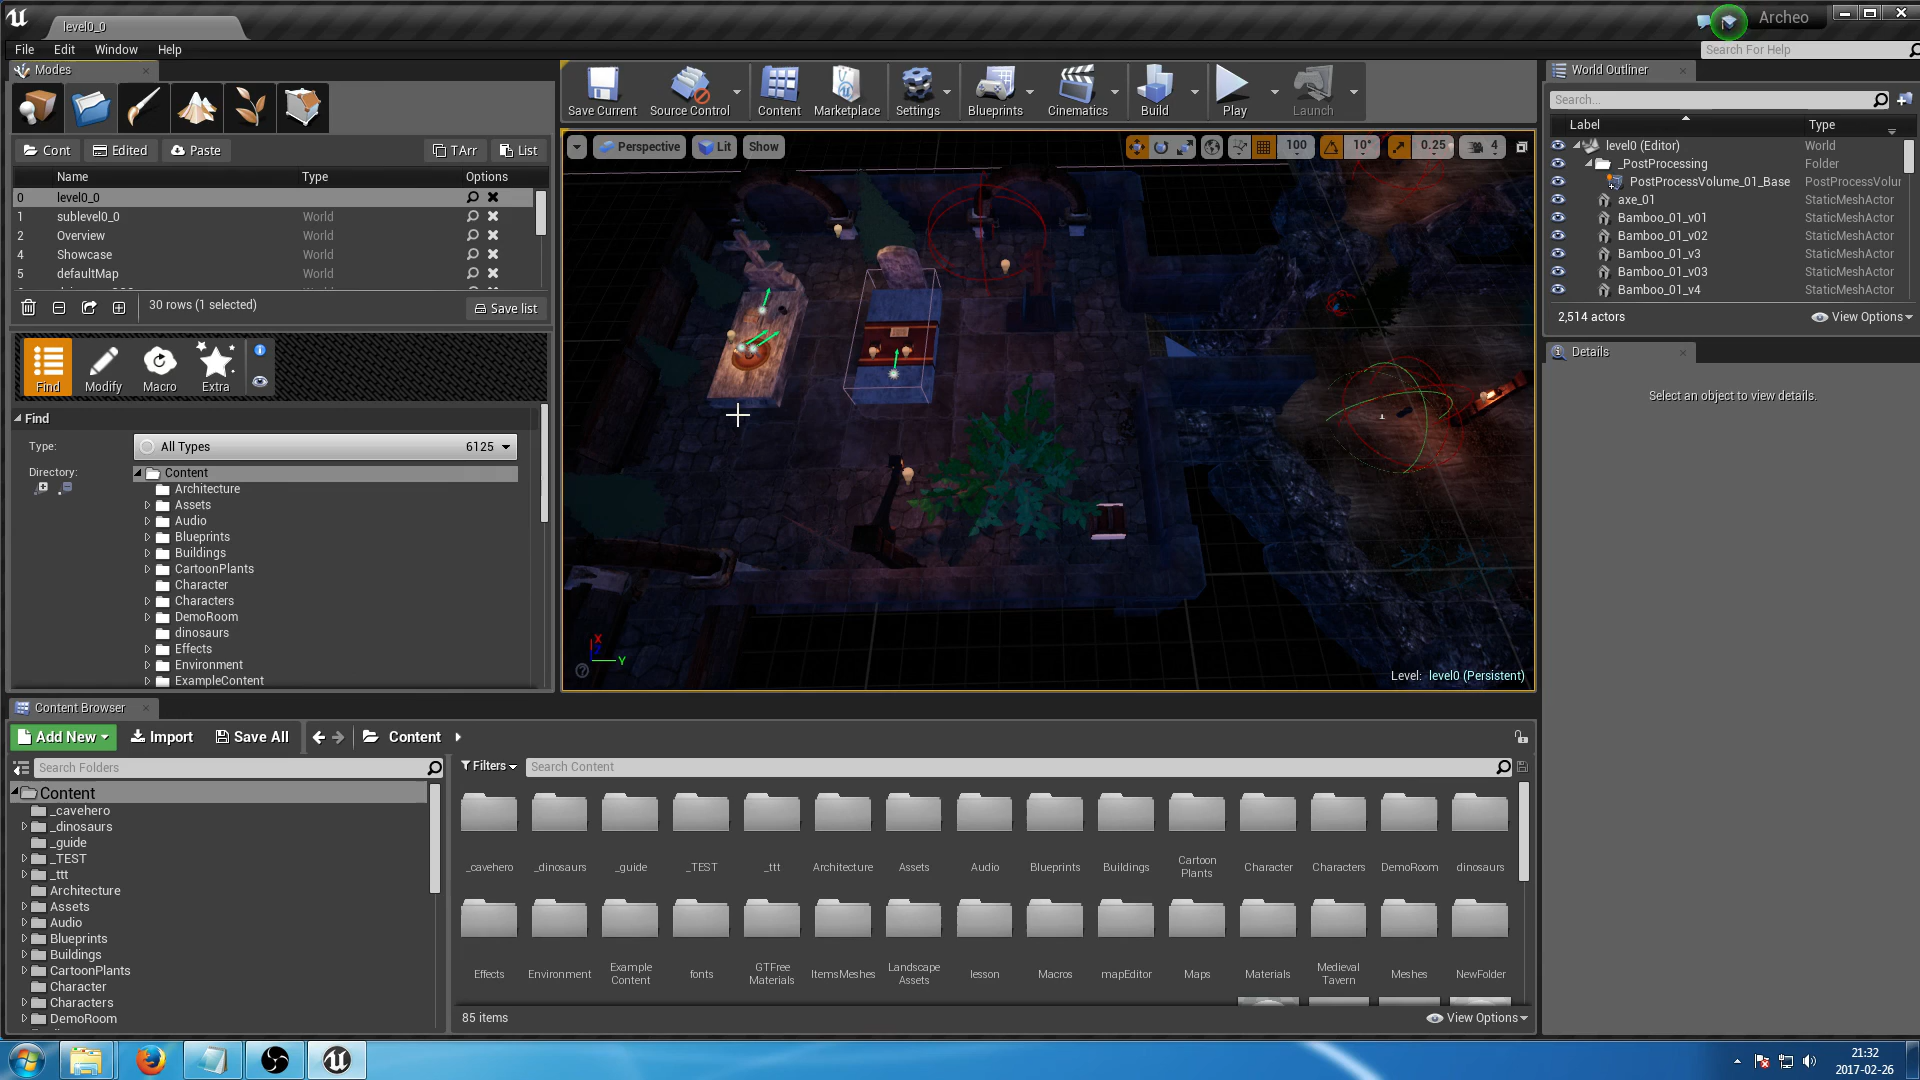 level0_0
Archeo
File Edit Window Help
Search For Help
Modes
Save Current
Source Control
Content
Marketplace
Settings
Blueprints
Cinematics
Build
Play
Launch
World Outliner
Search...
Label Type
level0 (Editor) World
_PostProcessing Folder
PostProcessVolume_01_Base PostProcessVolur
axe_01 StaticMeshActor
Bamboo_01_v01 StaticMeshActor
Bamboo_01_v02 StaticMeshActor
Bamboo_01_v3 StaticMeshActor
Bamboo_01_v03 StaticMeshActor
Bamboo_01_v4 StaticMeshActor
2,514 actors View Options
Details
Select an object to view details.
Cont Edited Paste TArr List
Name Type Options
0 level0_0
1 sublevel0_0 World
2 Overview World
4 Showcase World
5 defaultMap World
30 rows (1 selected) Save list
Find Modify Macro Extra
Find
Type: All Types 6125
Directory: Content
Architecture
Assets
Audio
Blueprints
Buildings
CartoonPlants
Character
Characters
DemoRoom
dinosaurs
Effects
Environment
ExampleContent
Perspective Lit Show 100 10° 0.25 4
X
Y
Level: level0 (Persistent)
Content Browser
Add New Import Save All Content
Search Folders
Filters Search Content
Content
_cavehero
_dinosaurs
_guide
_TEST
_ttt
Architecture
Assets
Audio
Blueprints
Buildings
CartoonPlants
Character
Characters
DemoRoom
_cavehero _dinosaurs _guide _TEST _ttt Architecture Assets Audio Blueprints Buildings Cartoon Plants Character Characters DemoRoom dinosaurs
Effects Environment Example Content fonts GTFree Materials ItemsMeshes Landscape Assets lesson Macros mapEditor Maps Materials Medieval Tavern Meshes NewFolder
85 items View Options
21:32
2017-02-26